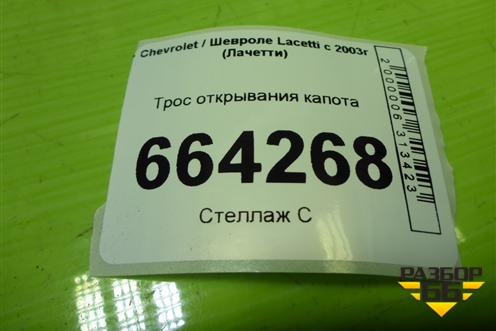 Chevrolet / Шевроле Lacetti с 2003г
(Лачетти)
Трос открывания капота
664268
Стеллаж С
2000006313423
РАЗБОР
66